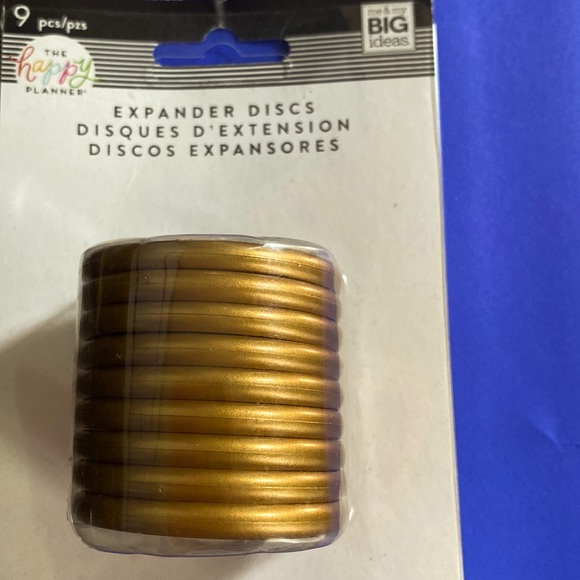 9 pcs/pzs
me & my
BIG
ideas
THE
happy
PLANNER®
EXPANDER DISCS
DISQUES D'EXTENSION
DISCOS EXPANSORES